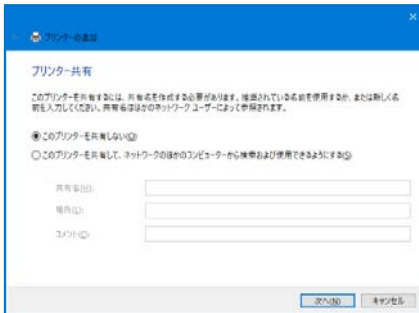 プリンターの追加
プリンター共有
このプリンターを共有するには、共有名を作成する必要があります。推奨されている名前を使用するか、または新しく名
前を入力してください。共有名はほかのネットワーク ユーザーによって参照されます。
このプリンターを共有しない(O)
このプリンターを共有して、ネットワークのほかのコンピューターから検索および使用できるようにする(S)
共有名(H):
場所(L):
コメント(C):
次へ(N) キャンセル